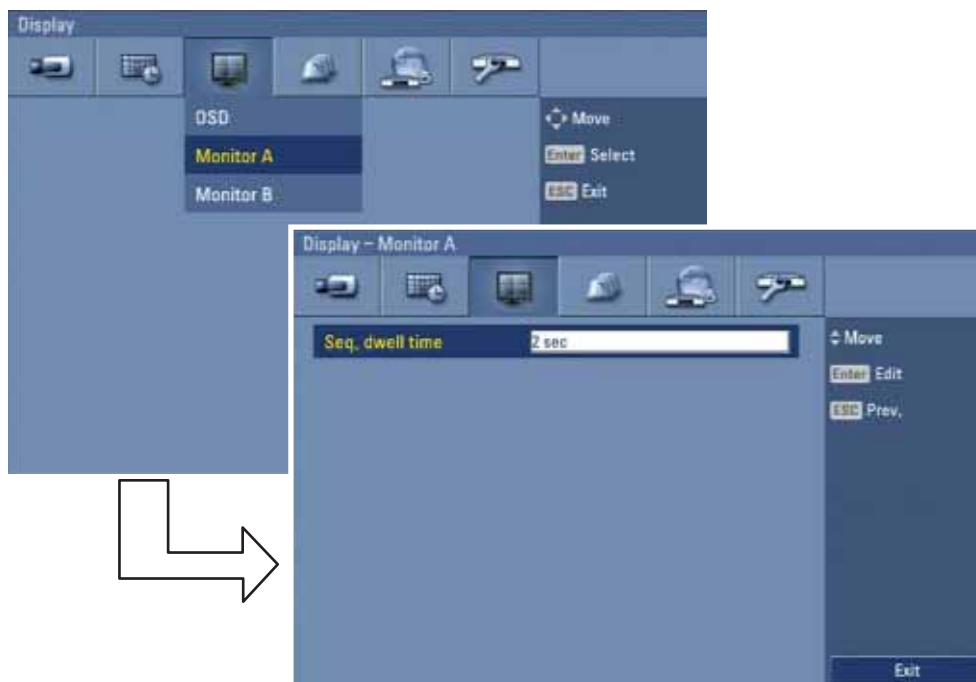 Display
OSD
Monitor A
Monitor B
Move
Enter Select
ESC Exit
Display – Monitor A
Seq. dwell time 2 sec
Move
Enter Edit
ESC Prev.
Exit